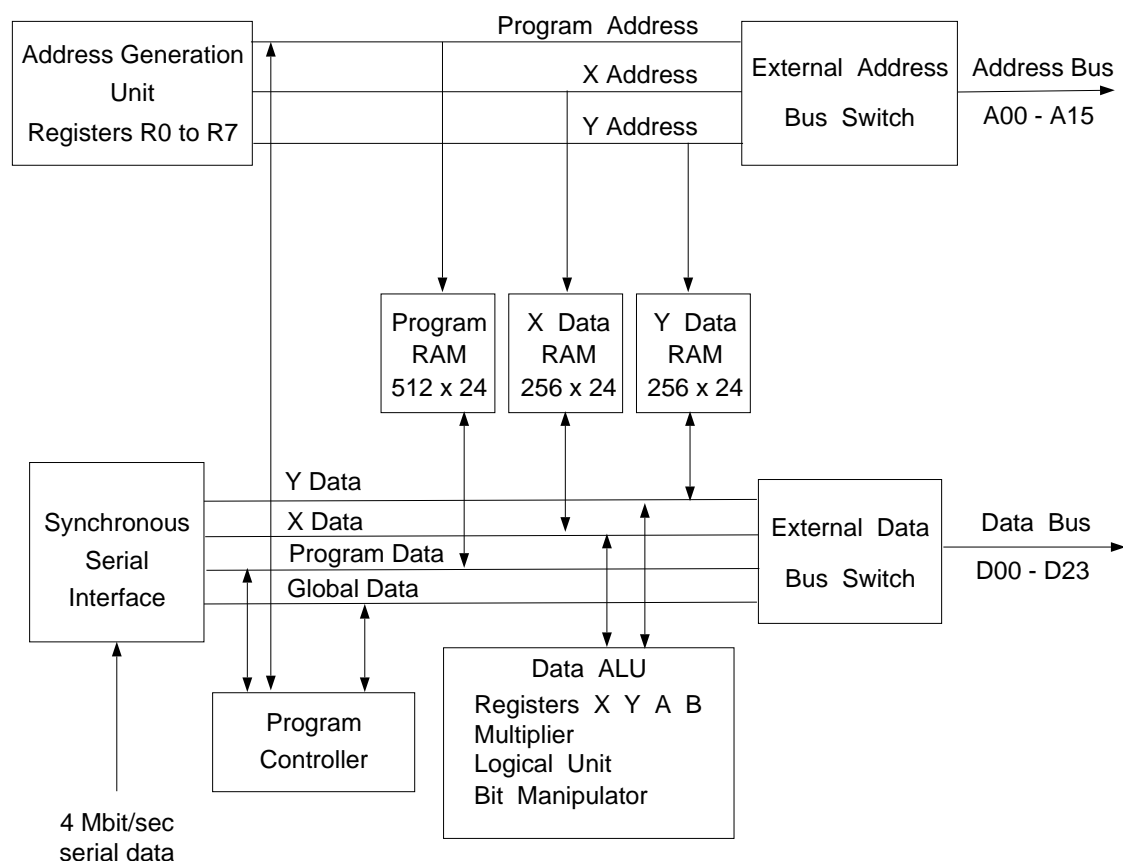 Program Address
Address Generation
Unit
Registers R0 to R7
X Address
Y Address
External Address
Bus Switch
Address Bus
A00 - A15
Program
RAM
512 x 24
X Data
RAM
256 x 24
Y Data
RAM
256 x 24
Synchronous
Serial
Interface
Y Data
X Data
Program Data
Global Data
External Data
Bus Switch
Data Bus
D00 - D23
Program
Controller
Data ALU
Registers X Y A B
Multiplier
Logical Unit
Bit Manipulator
4 Mbit/sec
serial data